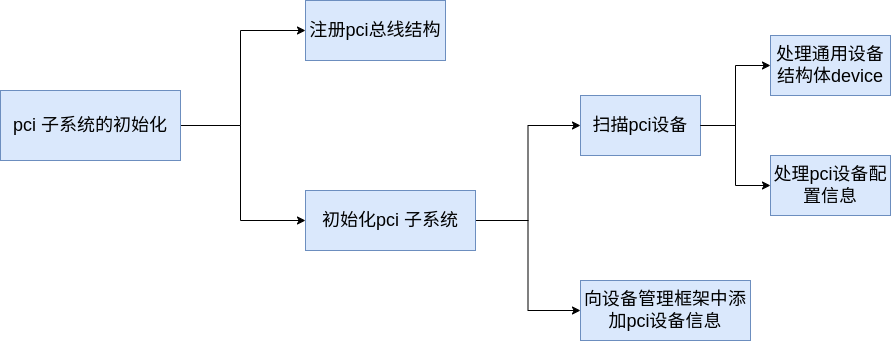 注册pci总线结构
处理通用设备
结构体device
pci 子系统的初始化
扫描pci设备
处理pci设备配
置信息
初始化pci 子系统
向设备管理框架中添
加pci设备信息